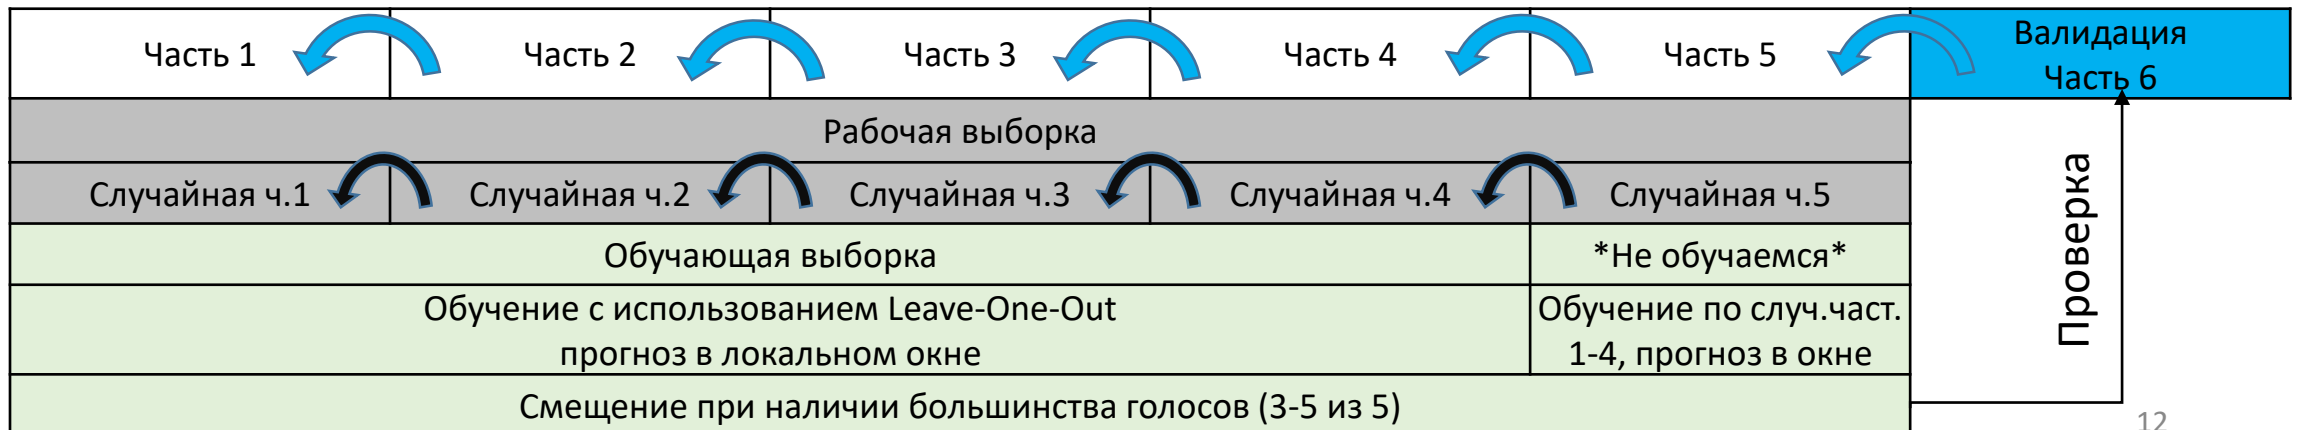 Часть 1
Часть 2
Часть 3
Часть 4
Часть 5
Валидация
Часть 6
Рабочая выборка
Случайная ч.1
Случайная ч.2
Случайная ч.3
Случайная ч.4
Случайная ч.5
Обучающая выборка
*Не обучаемся*
Обучение с использованием Leave-One-Out
прогноз в локальном окне
Обучение по случ.част.
1-4, прогноз в окне
Смещение при наличии большинства голосов (3-5 из 5)
Проверка
12